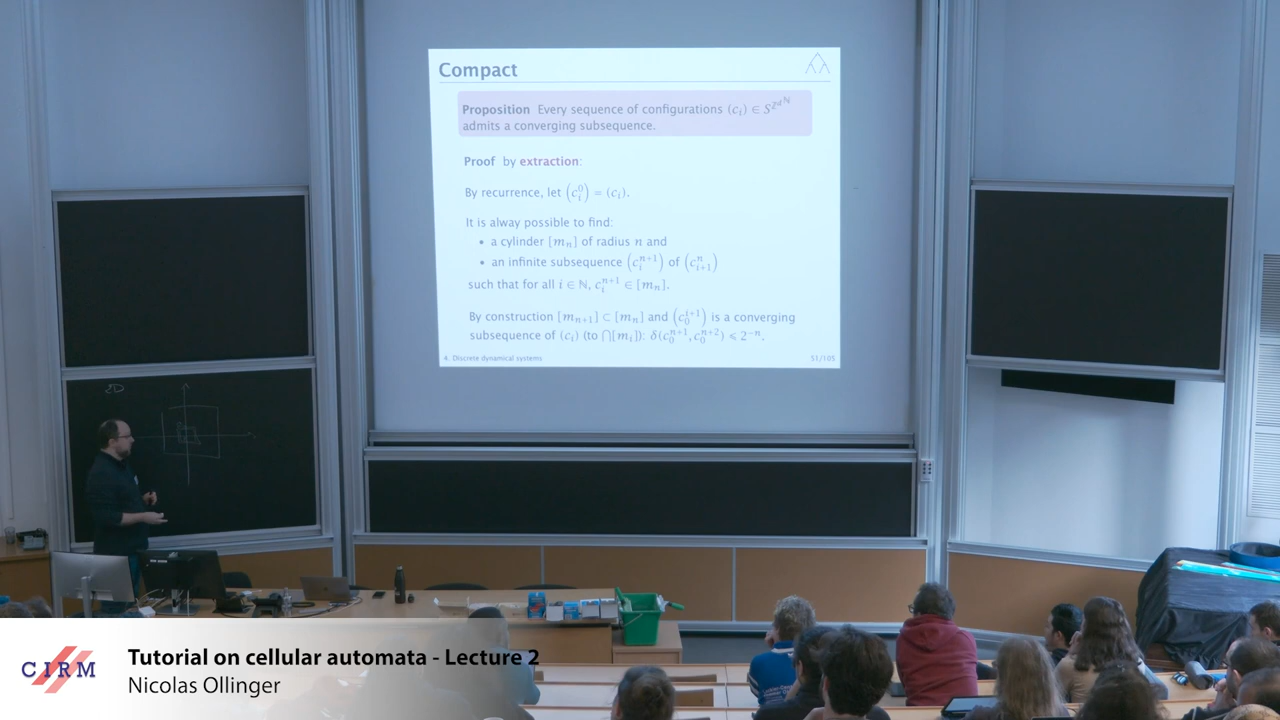 Compact
Proposition Every sequence of configurations (cᵢ) ∈ S^{ℤ^d^ℕ}
admits a converging subsequence.
Proof by extraction:
By recurrence, let (c_i^0) = (c_i).
It is alway possible to find:
• a cylinder [m_n] of radius n and
• an infinite subsequence (c_i^{n+1}) of (c_{i+1}^n)
such that for all i ∈ ℕ, c_i^{n+1} ∈ [m_n].
By construction [m_{n+1}] ⊂ [m_n] and (c_0^{i+1}) is a converging
subsequence of (c_i) (to ⋂[m_i]): δ(c_0^{n+1}, c_0^{n+2}) ⩽ 2^{-n}.
4. Discrete dynamical systems 51/105
2D
CIRM
Tutorial on cellular automata - Lecture 2
Nicolas Ollinger